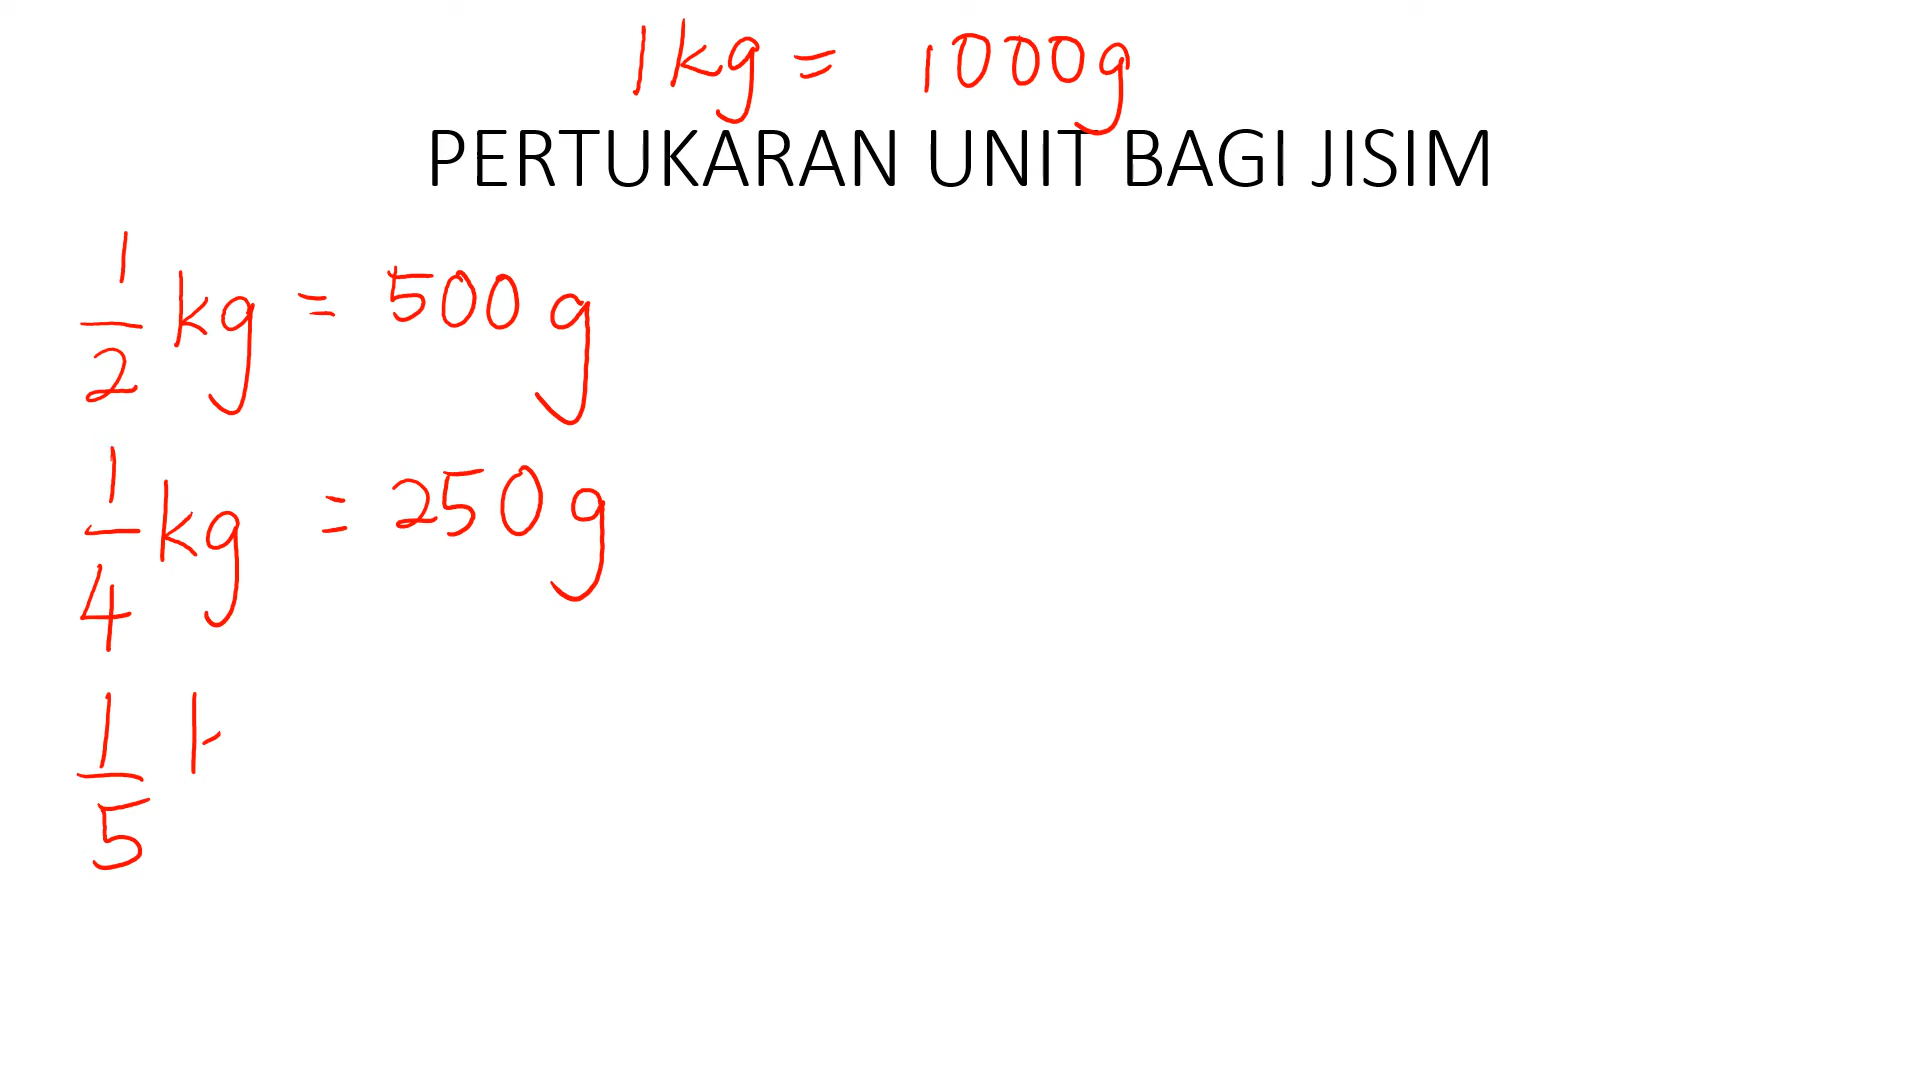 1kg = 1000g
PERTUKARAN UNIT BAGI JISIM
1/2 kg = 500 g
1/4 kg = 250 g
1/5